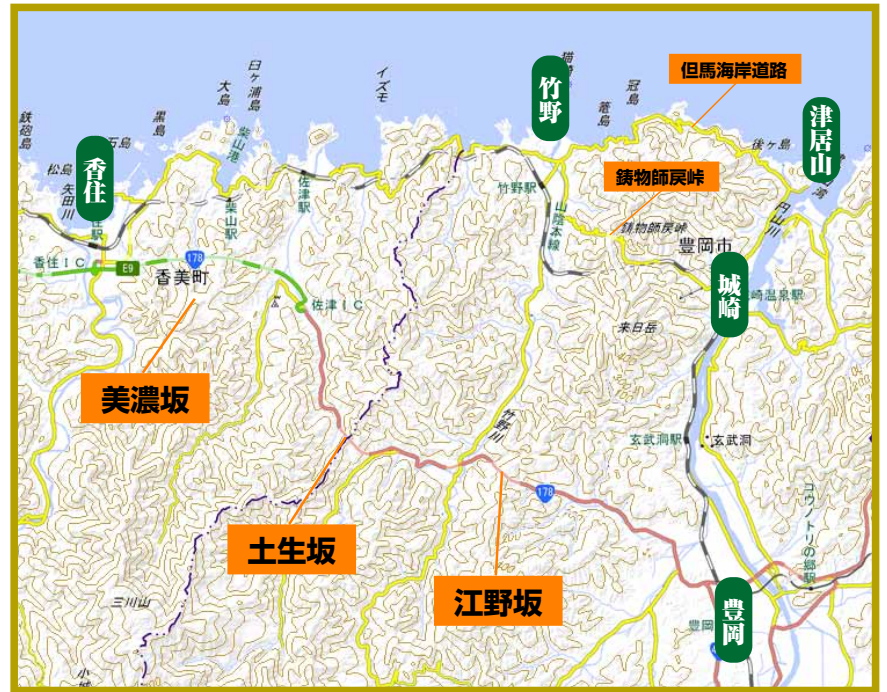 猫崎
竹野
但馬海岸道路
津居山
イズモ
臼ヶ浦島
大島
冠島
篭島
鉄砲島
黒島
柴山港
後ヶ島
香住
松島
矢田川
佐津駅
柴山駅
竹野駅
鋳物師戻峠
山陰本線
鋳物師戻峠
円山川
豊岡市
香住IC
E9
178
香美町
佐津IC
城崎
崎温泉駅
来日岳
美濃坂
竹野川
玄武洞駅
玄武洞
178
コウノトリの郷駅
土生坂
江野坂
三川山
豊岡
豊岡